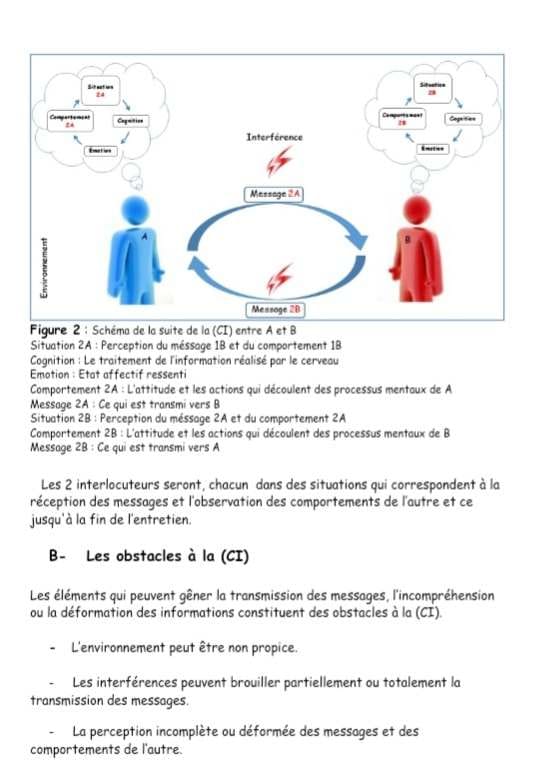 Situation
2A
Comportement
2A
Cognition
Emotion
Situation
2B
Comportement
2B
Cognition
Emotion
Interférence
Message 2A
A
B
Environnement
Message 2B
Figure 2 : Schéma de la suite de la (CI) entre A et B
Situation 2A : Perception du méssage 1B et du comportement 1B
Cognition : Le traitement de l'information réalisé par le cerveau
Emotion : Etat affectif ressenti
Comportement 2A : L'attitude et les actions qui découlent des processus mentaux de A
Message 2A : Ce qui est transmi vers B
Situation 2B : Perception du méssage 2A et du comportement 2A
Comportement 2B : L'attitude et les actions qui découlent des processus mentaux de B
Message 2B : Ce qui est transmi vers A
Les 2 interlocuteurs seront, chacun dans des situations qui correspondent à la
réception des messages et l'observation des comportements de l'autre et ce
jusqu'à la fin de l'entretien.
B- Les obstacles à la (CI)
Les éléments qui peuvent gêner la transmission des messages, l'incompréhension
ou la déformation des informations constituent des obstacles à la (CI).
- L'environnement peut être non propice.
- Les interférences peuvent brouiller partiellement ou totalement la
transmission des messages.
- La perception incomplète ou déformée des messages et des
comportements de l'autre.